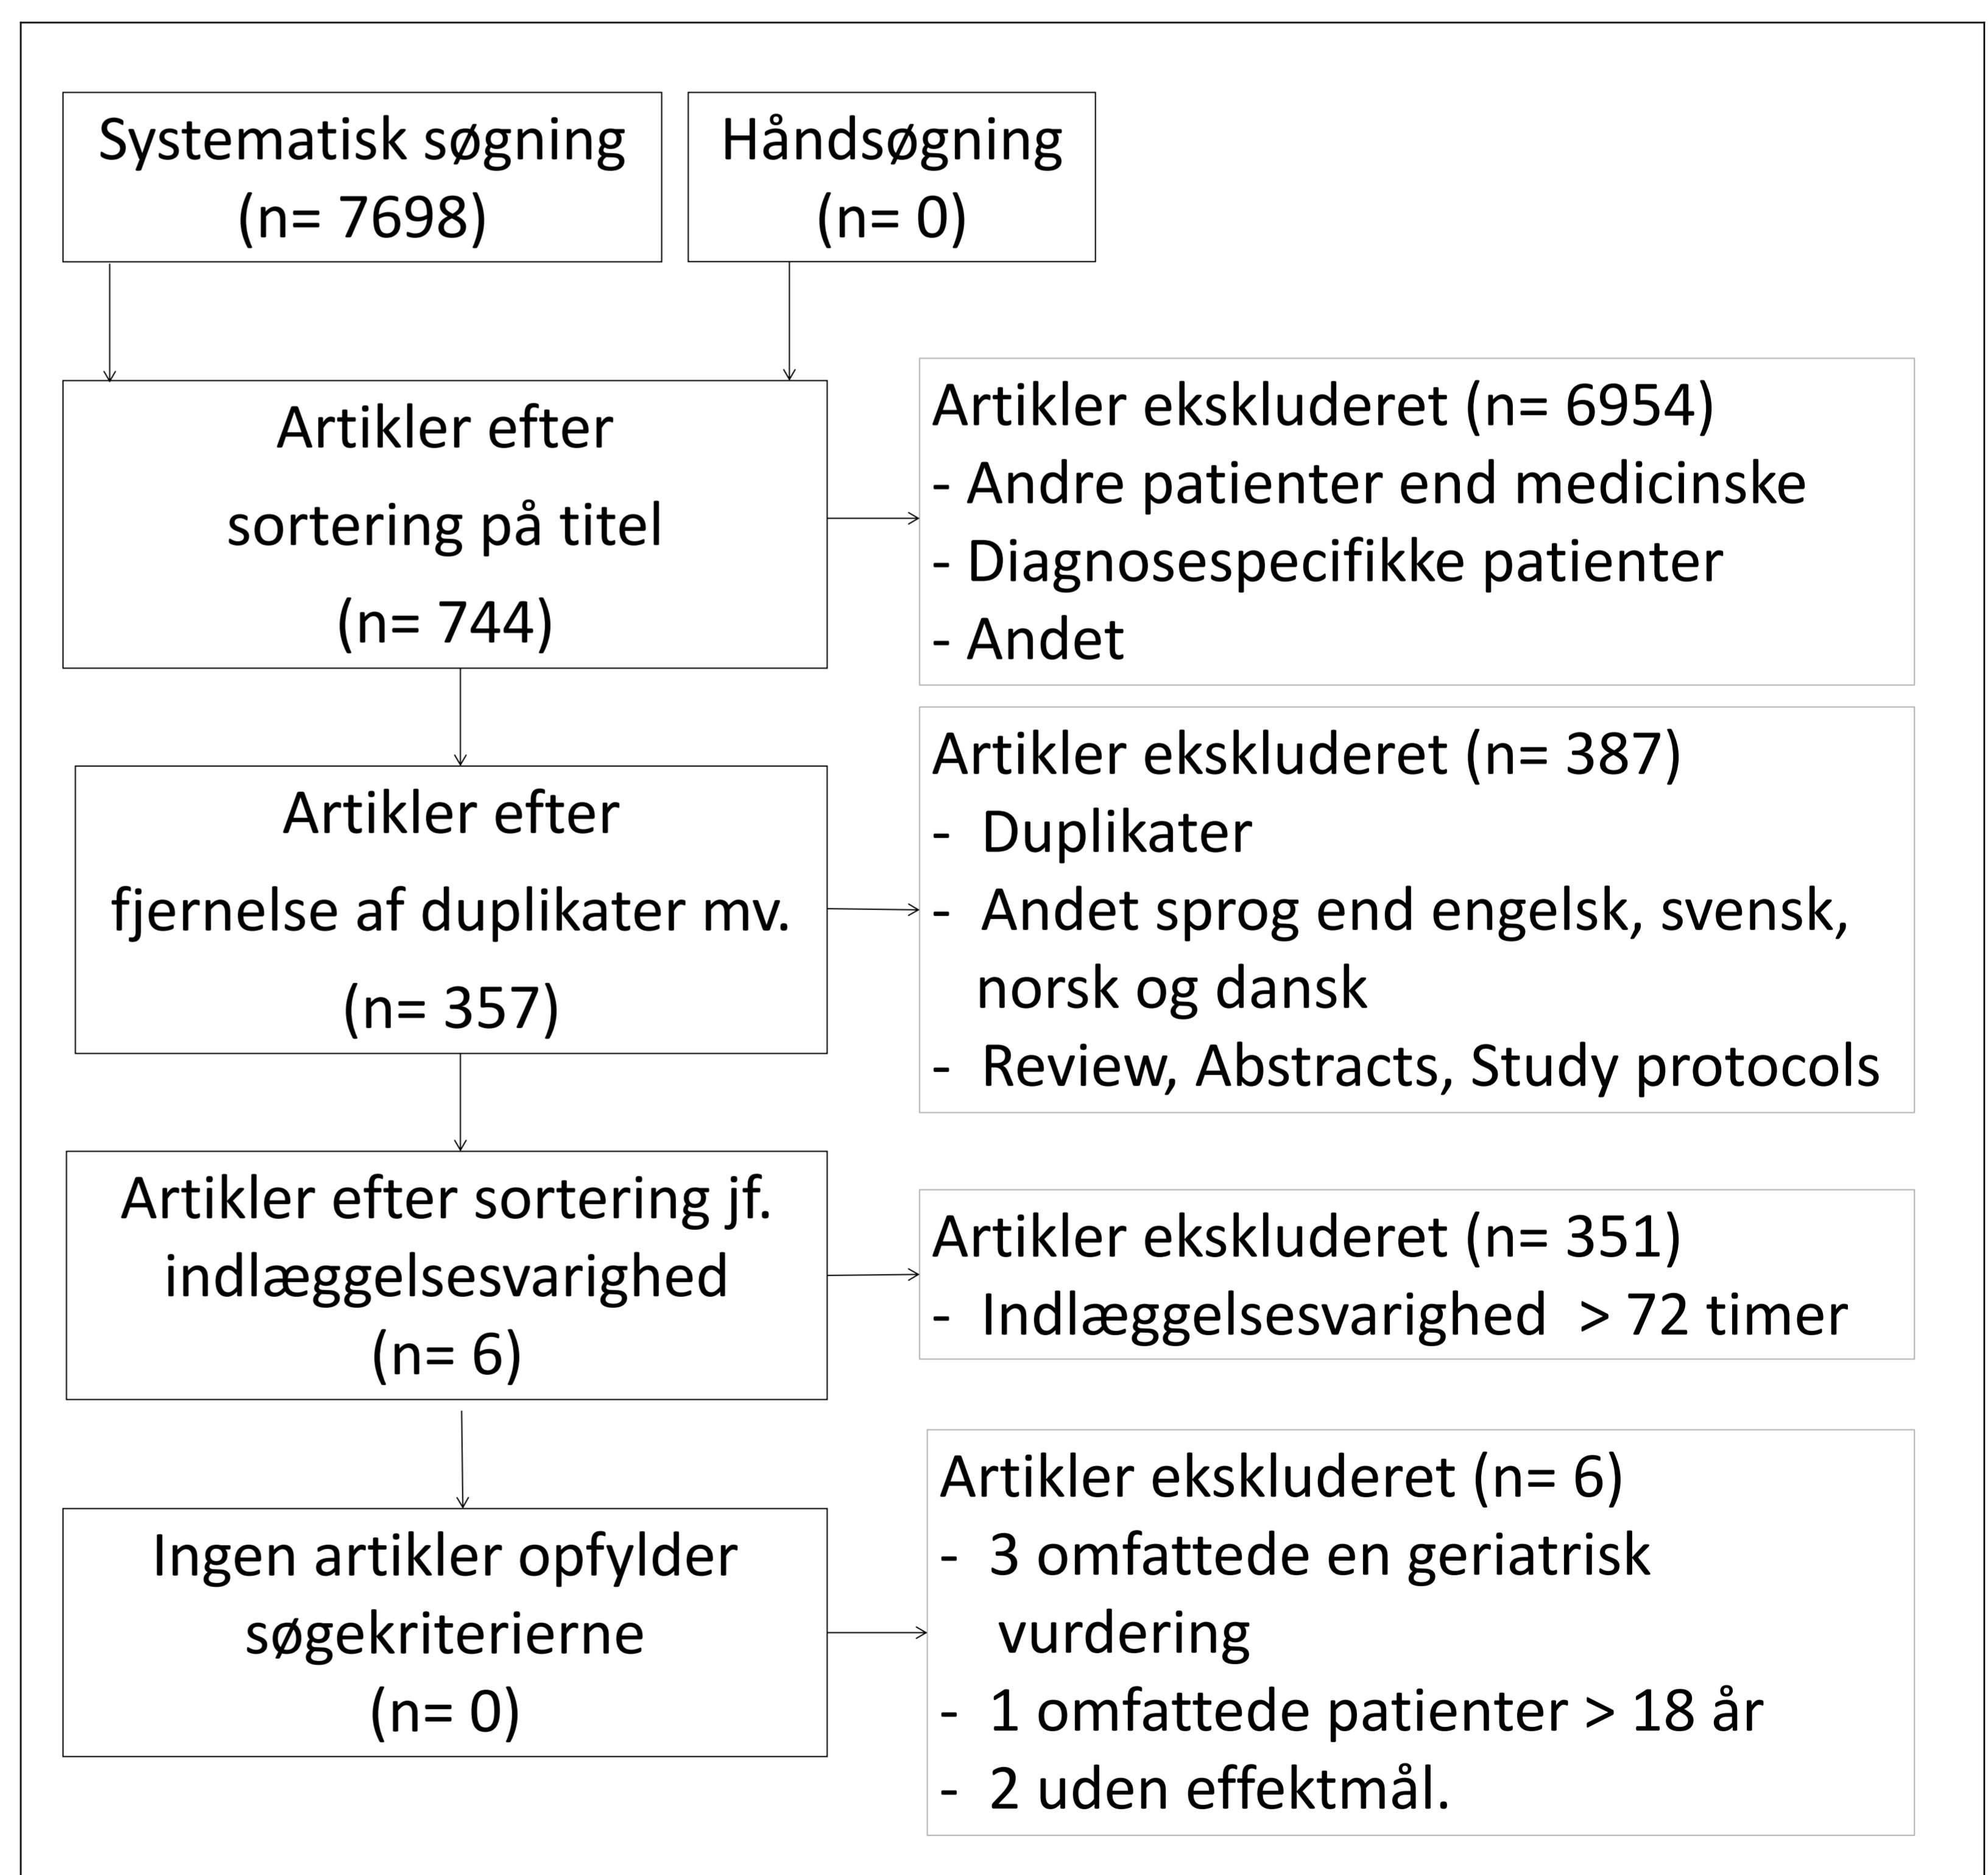 Systematisk søgning
(n= 7698)
Håndsøgning
(n= 0)
Artikler efter
sortering på titel
(n= 744)
Artikler ekskluderet (n= 6954)
- Andre patienter end medicinske
- Diagnosespecifikke patienter
- Andet
Artikler efter
fjernelse af duplikater mv.
(n= 357)
Artikler ekskluderet (n= 387)
- Duplikater
- Andet sprog end engelsk, svensk,
norsk og dansk
- Review, Abstracts, Study protocols
Artikler efter sortering jf.
indlæggelsesvarighed
(n= 6)
Artikler ekskluderet (n= 351)
- Indlæggelsesvarighed > 72 timer
Ingen artikler opfylder
søgekriterierne
(n= 0)
Artikler ekskluderet (n= 6)
- 3 omfattede en geriatrisk
vurdering
- 1 omfattede patienter > 18 år
- 2 uden effektmål.